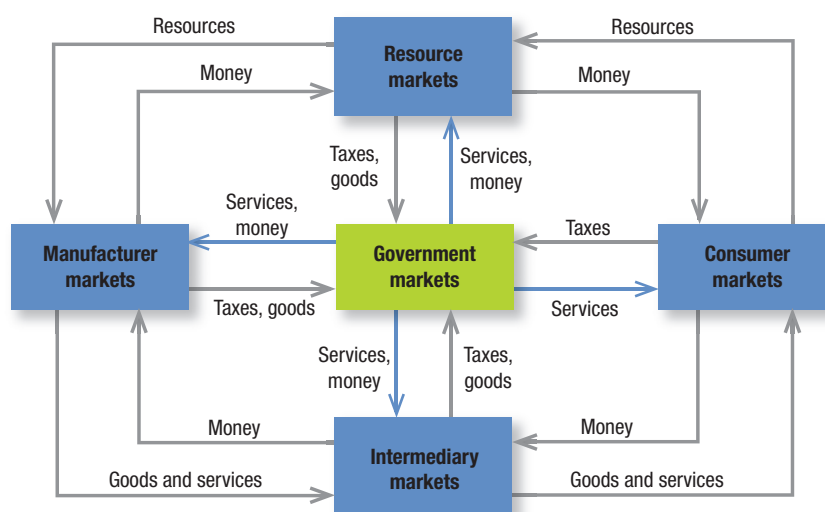 Resources
Resources
Resource
markets
Money
Money
Taxes,
goods
Services,
money
Services,
money
Taxes
Manufacturer
markets
Government
markets
Consumer
markets
Taxes, goods
Services
Services,
money
Taxes,
goods
Money
Money
Intermediary
markets
Goods and services
Goods and services